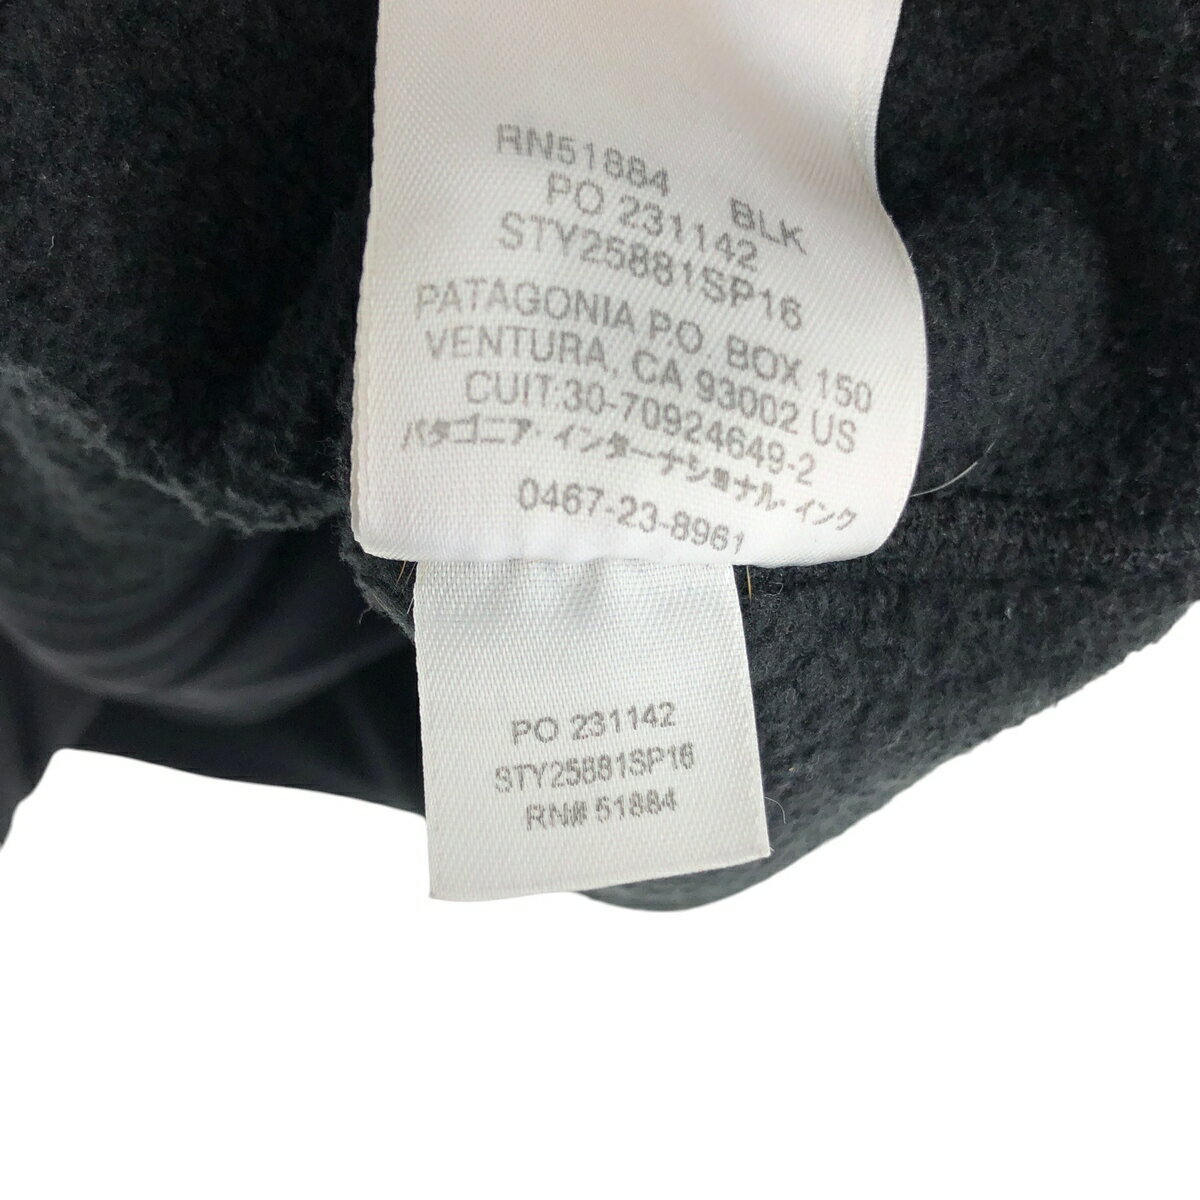 RN51884 BLK
PO 231142
STY25881SP16
PATAGONIA P.O. BOX 150
VENTURA, CA 93002 US
CUIT:30-70924649-2
パタゴニア・インターナショナル・インク
0467-23-8961
PO 231142
STY25881SP16
RN# 51884